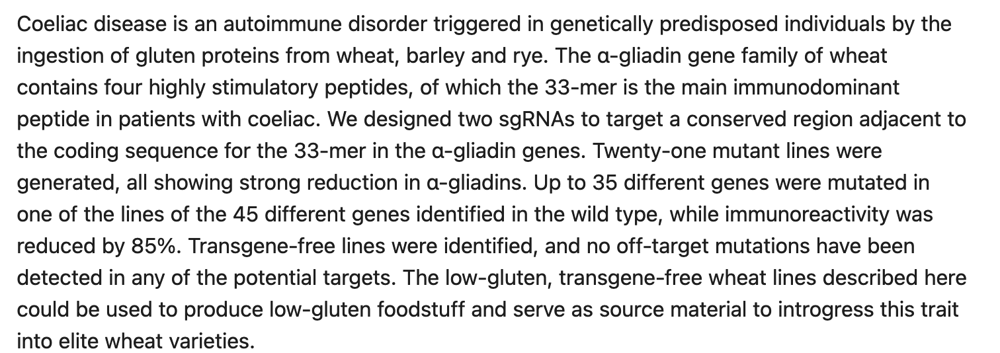 Coeliac disease is an autoimmune disorder triggered in genetically predisposed individuals by the
ingestion of gluten proteins from wheat, barley and rye. The α-gliadin gene family of wheat
contains four highly stimulatory peptides, of which the 33-mer is the main immunodominant
peptide in patients with coeliac. We designed two sgRNAs to target a conserved region adjacent to
the coding sequence for the 33-mer in the α-gliadin genes. Twenty-one mutant lines were
generated, all showing strong reduction in α-gliadins. Up to 35 different genes were mutated in
one of the lines of the 45 different genes identified in the wild type, while immunoreactivity was
reduced by 85%. Transgene-free lines were identified, and no off-target mutations have been
detected in any of the potential targets. The low-gluten, transgene-free wheat lines described here
could be used to produce low-gluten foodstuff and serve as source material to introgress this trait
into elite wheat varieties.